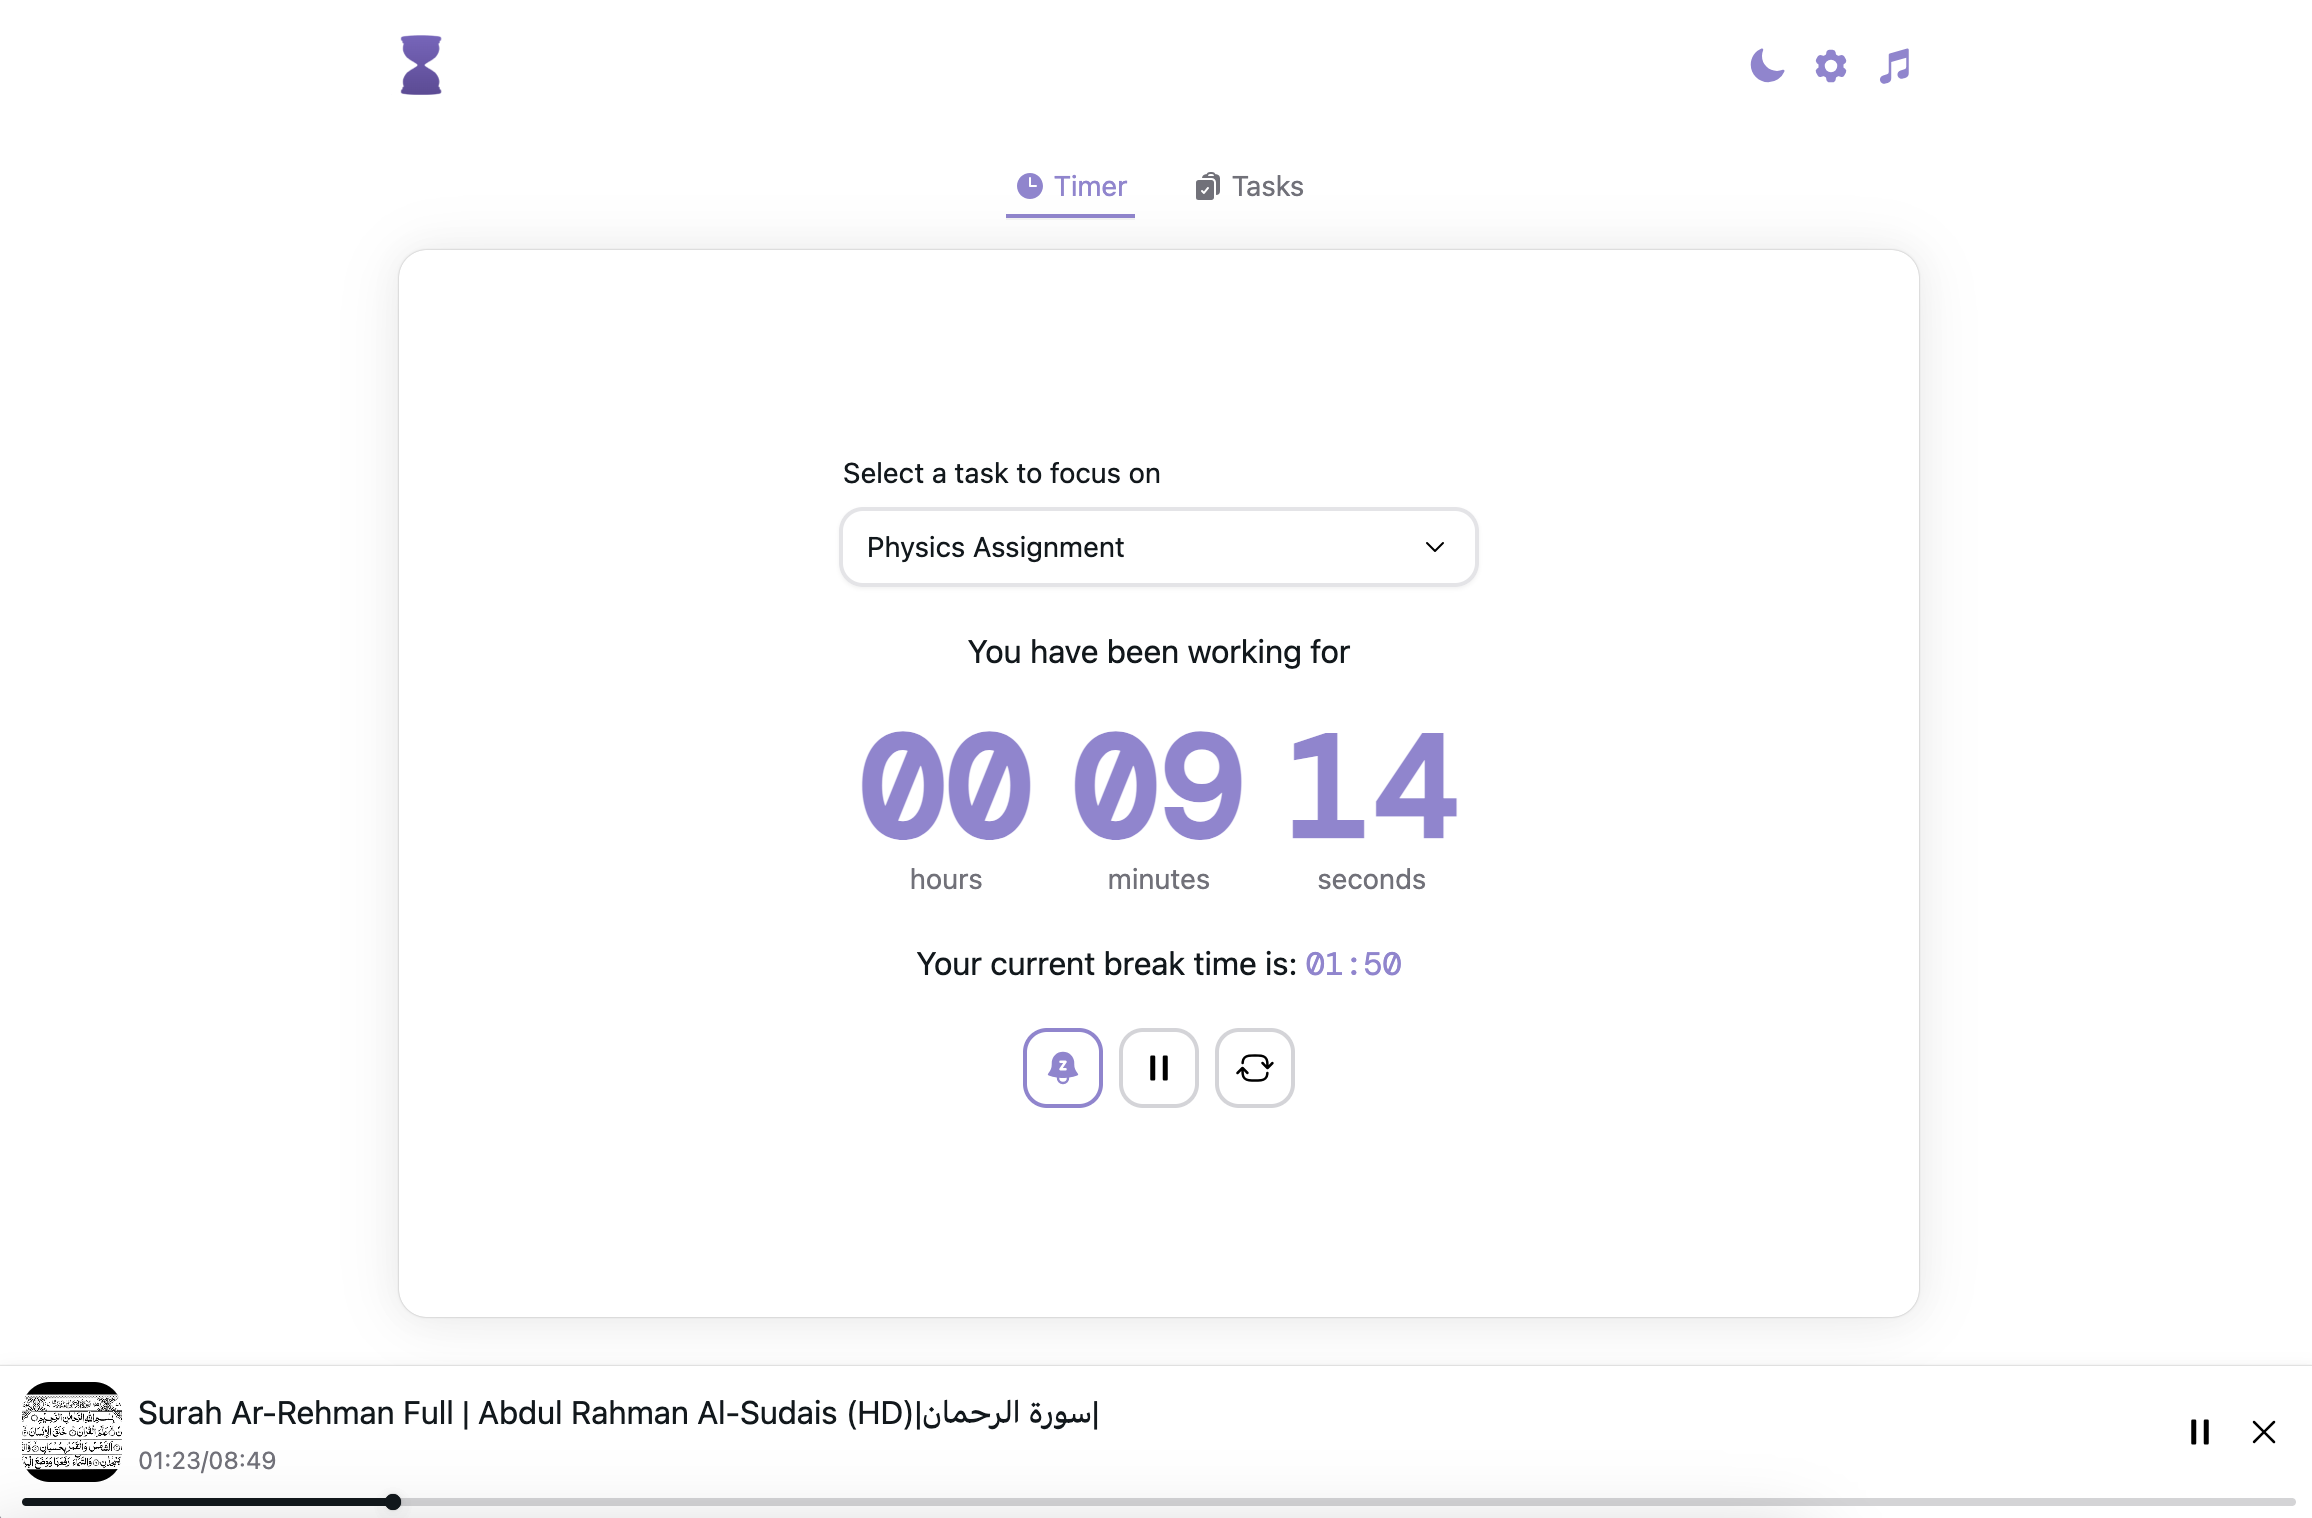 Timer
Tasks
Select a task to focus on
Physics Assignment
You have been working for
00 09 14
hours minutes seconds
Your current break time is: 01:50
z
Surah Ar-Rehman Full | Abdul Rahman Al-Sudais (HD)|سورة الرحمان|
01:23/08:49